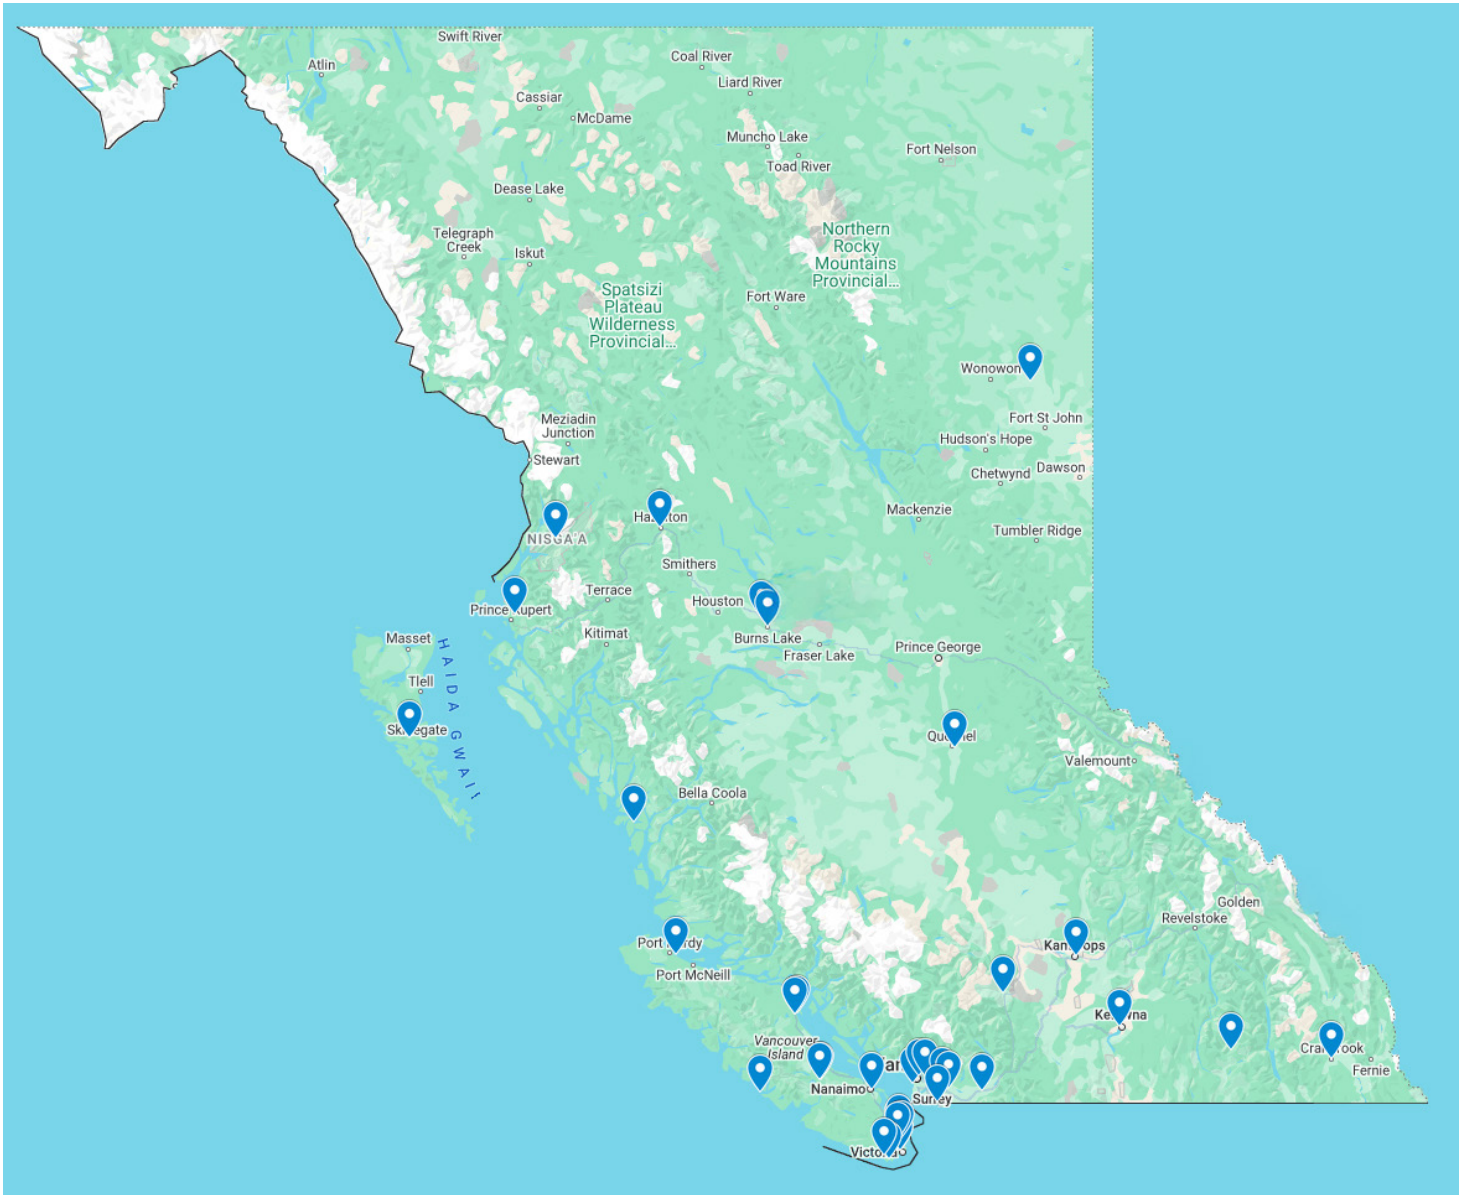 Swift River
Coal River
Atlin
Liard River
Cassiar
McDame
Muncho Lake
Fort Nelson
Toad River
Dease Lake
Northern
Rocky
Mountains
Provincial...
Telegraph
Creek
Iskut
Spatsizi
Plateau
Wilderness
Provincial...
Fort Ware
Wonowon
Fort St John
Meziadin
Junction
Hudson's Hope
Stewart
Chetwynd
Dawson
Mackenzie
NISGA'A
Tumbler Ridge
Smithers
Terrace
Houston
Prince
Kitimat
Masset
Burns Lake
Prince George
Fraser Lake
HAIDA GWAII
Tlell
Valemount
Bella Coola
Golden
Revelstoke
Port
Port McNeill
Vancouver
Island
Fernie
Nanaimo
Surrey